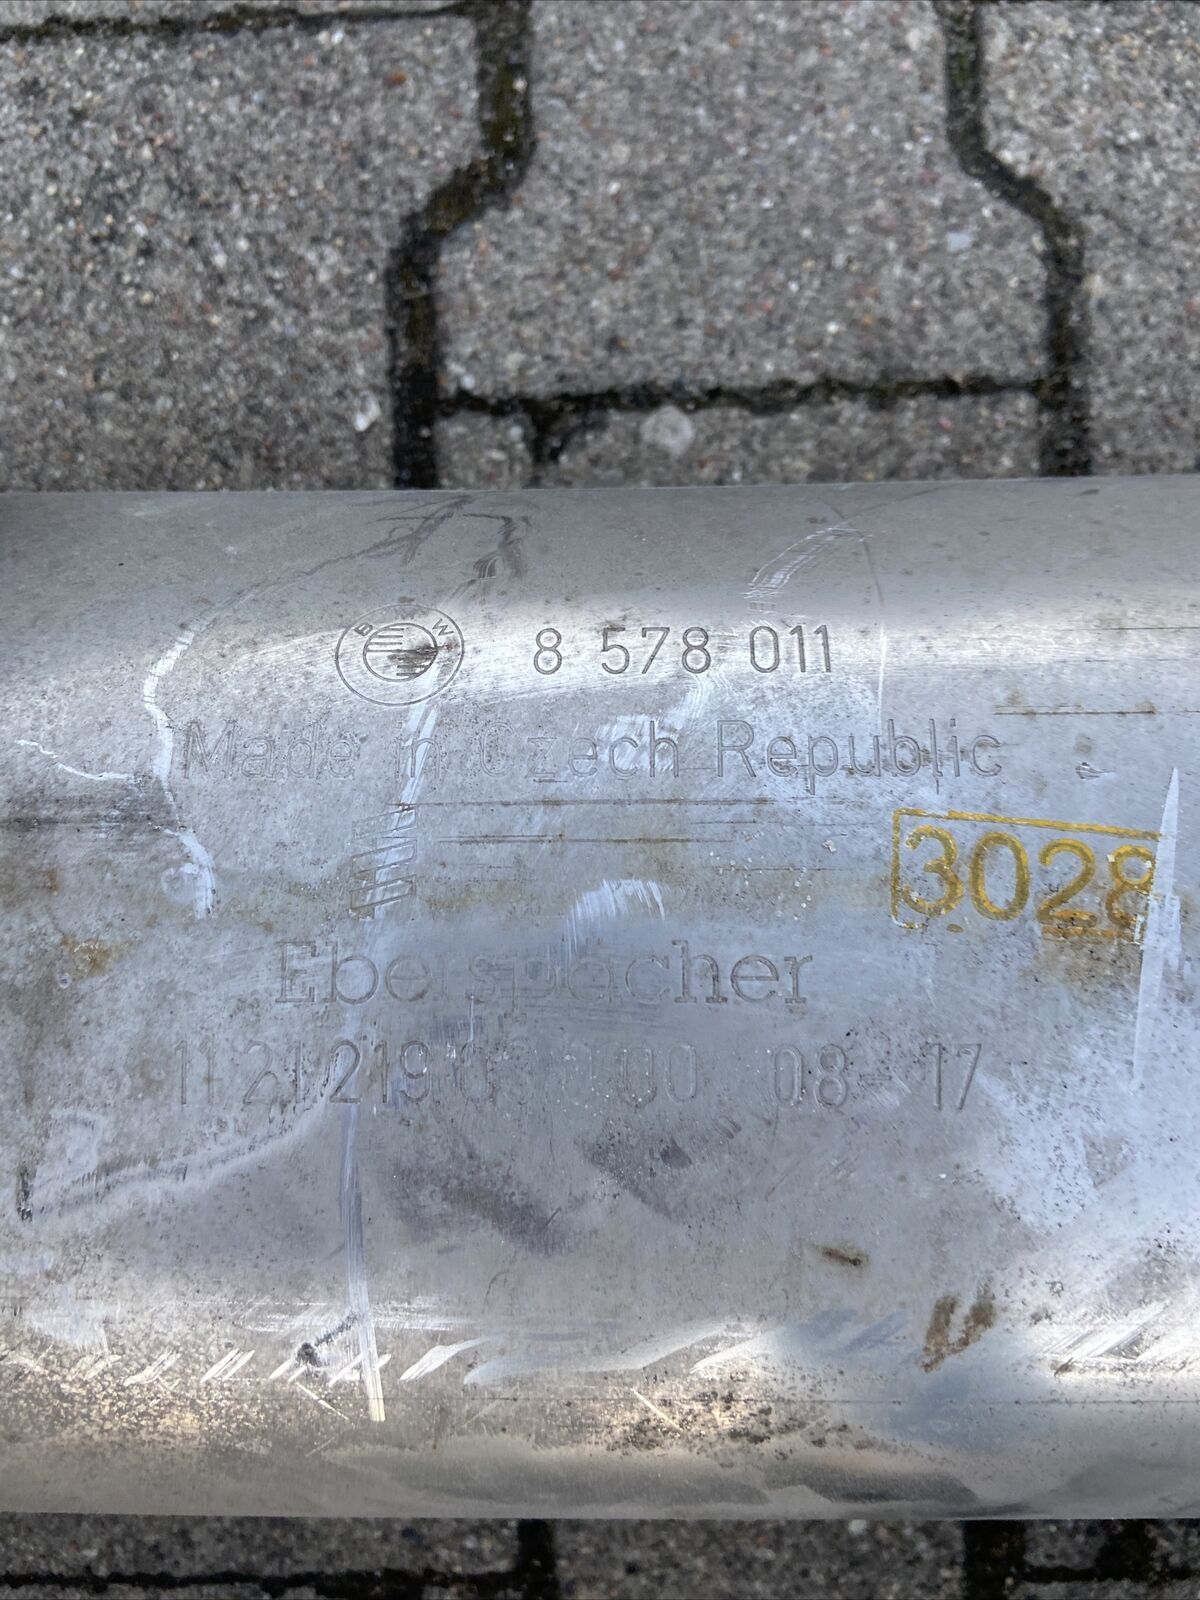 B W
8 578 011
Made in Czech Republic
3028
Eberspächer
08 17